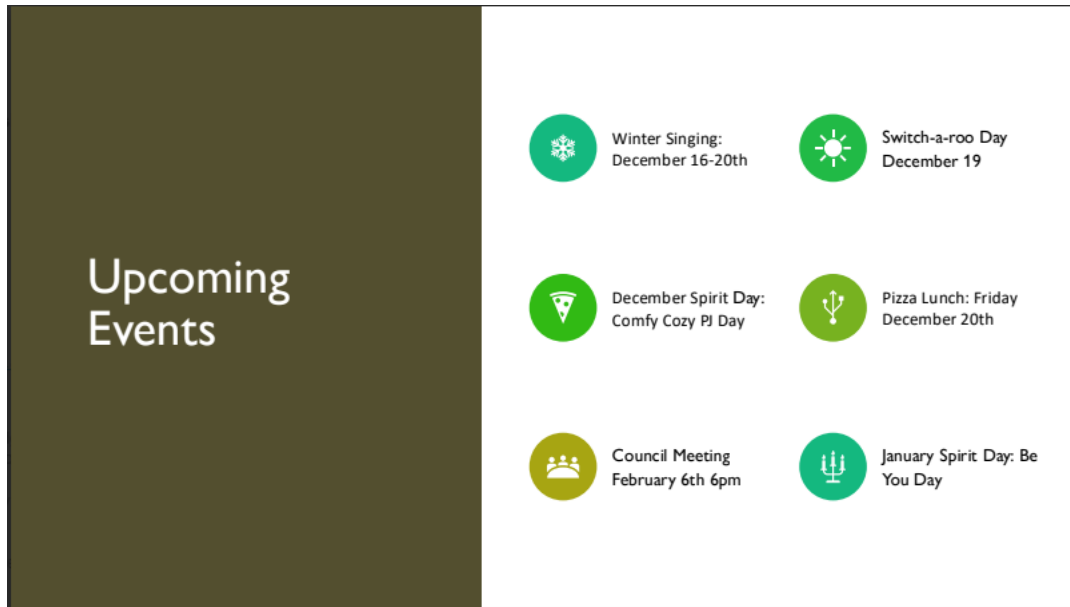 Upcoming
Events
Winter Singing:
December 16-20th
Switch-a-roo Day
December 19
December Spirit Day:
Comfy Cozy PJ Day
Pizza Lunch: Friday
December 20th
Council Meeting
February 6th 6pm
January Spirit Day: Be
You Day